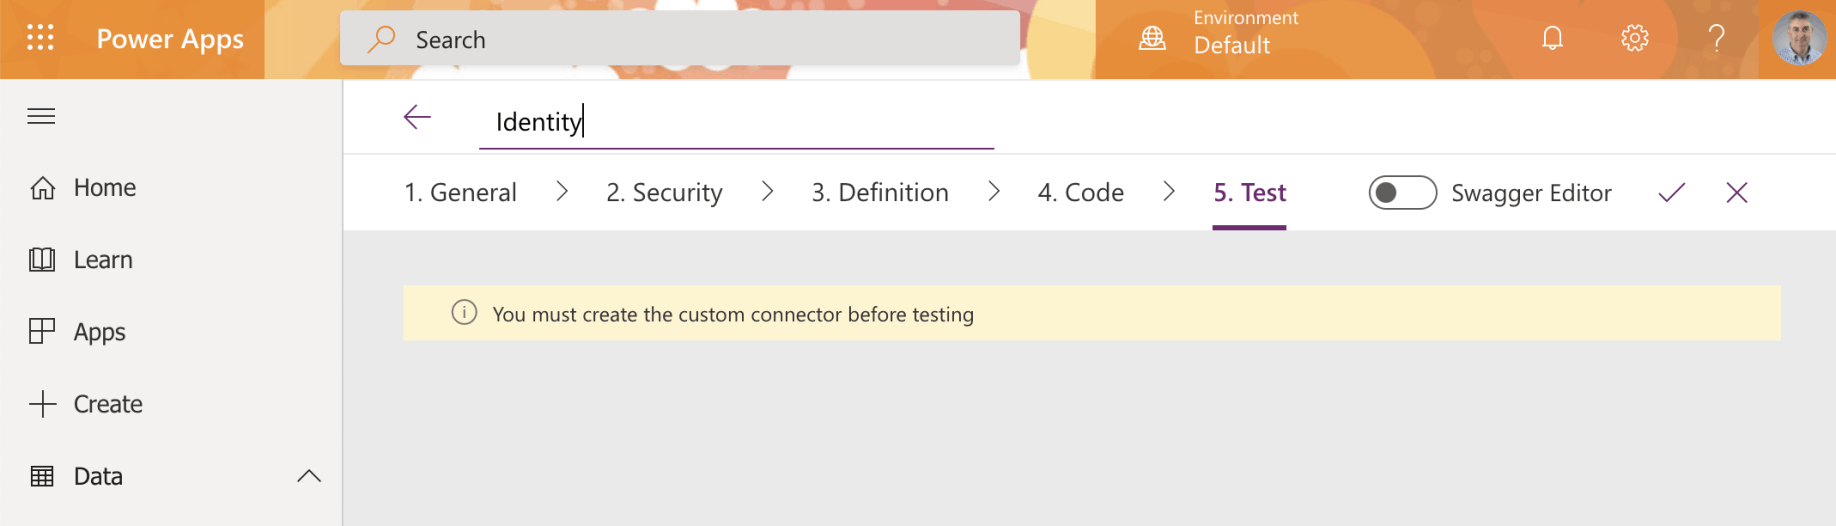 Power Apps
Search
Environment
Default
Identity
1. General
2. Security
3. Definition
4. Code
5. Test
Swagger Editor
Home
Learn
Apps
Create
Data
You must create the custom connector before testing